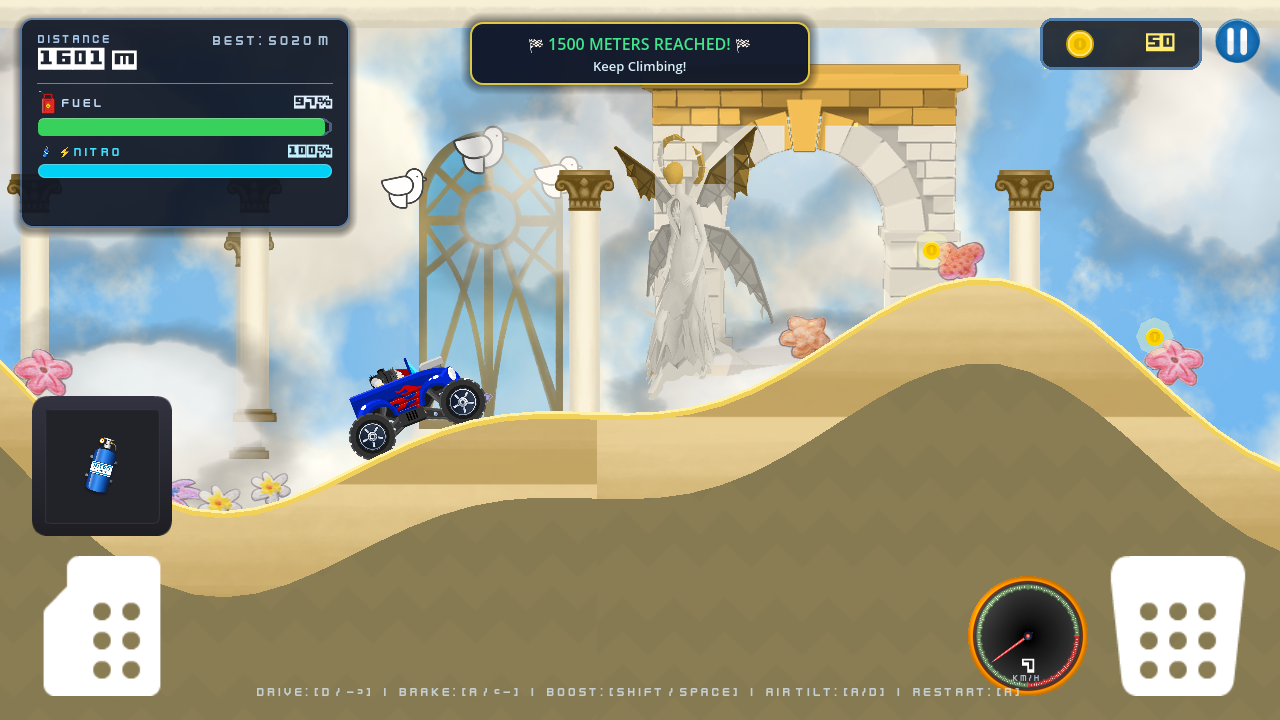 DISTANCE
BEST: 5020 M
1601 M
FUEL
97%
NITRO
100%
1500 METERS REACHED!
Keep Climbing!
50
7
KM/H
DRIVE: [D / →] | BRAKE: [A / ←] | BOOST: [SHIFT / SPACE] | AIR TILT: [A/D] | RESTART: [R]